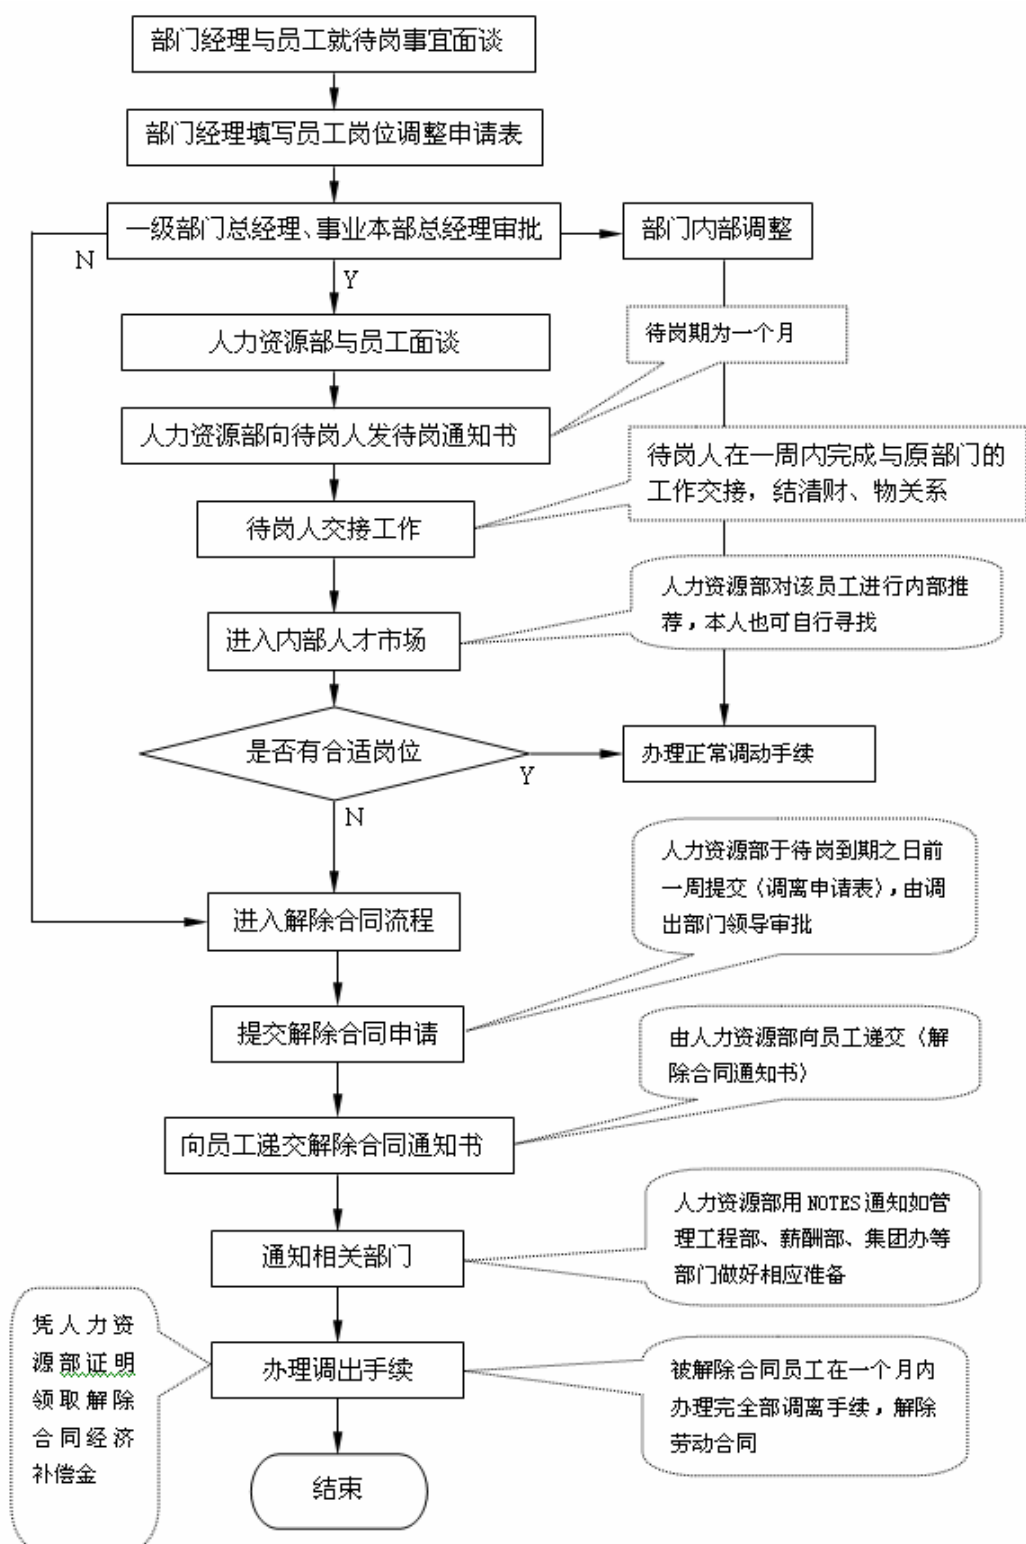 部门经理与员工就待岗事宜面谈
部门经理填写员工岗位调整申请表
一级部门总经理、事业本部总经理审批
部门内部调整
N
Y
待岗期为一个月
人力资源部与员工面谈
人力资源部向待岗人发待岗通知书
待岗人在一周内完成与原部门的
工作交接，结清财、物关系
待岗人交接工作
人力资源部对该员工进行内部推
荐，本人也可自行寻找
进入内部人才市场
是否有合适岗位
Y
办理正常调动手续
N
人力资源部于待岗到期之日前
一周提交〈调离申请表〉，由调
出部门领导审批
进入解除合同流程
提交解除合同申请
由人力资源部向员工递交〈解
除合同通知书〉
向员工递交解除合同通知书
人力资源部用 NOTES 通知如管
理工程部、薪酬部、集团办等
部门做好相应准备
通知相关部门
凭人力资
源部证明
领取解除
合同经济
补偿金
办理调出手续
被解除合同员工在一个月内
办理完全部调离手续，解除
劳动合同
结束